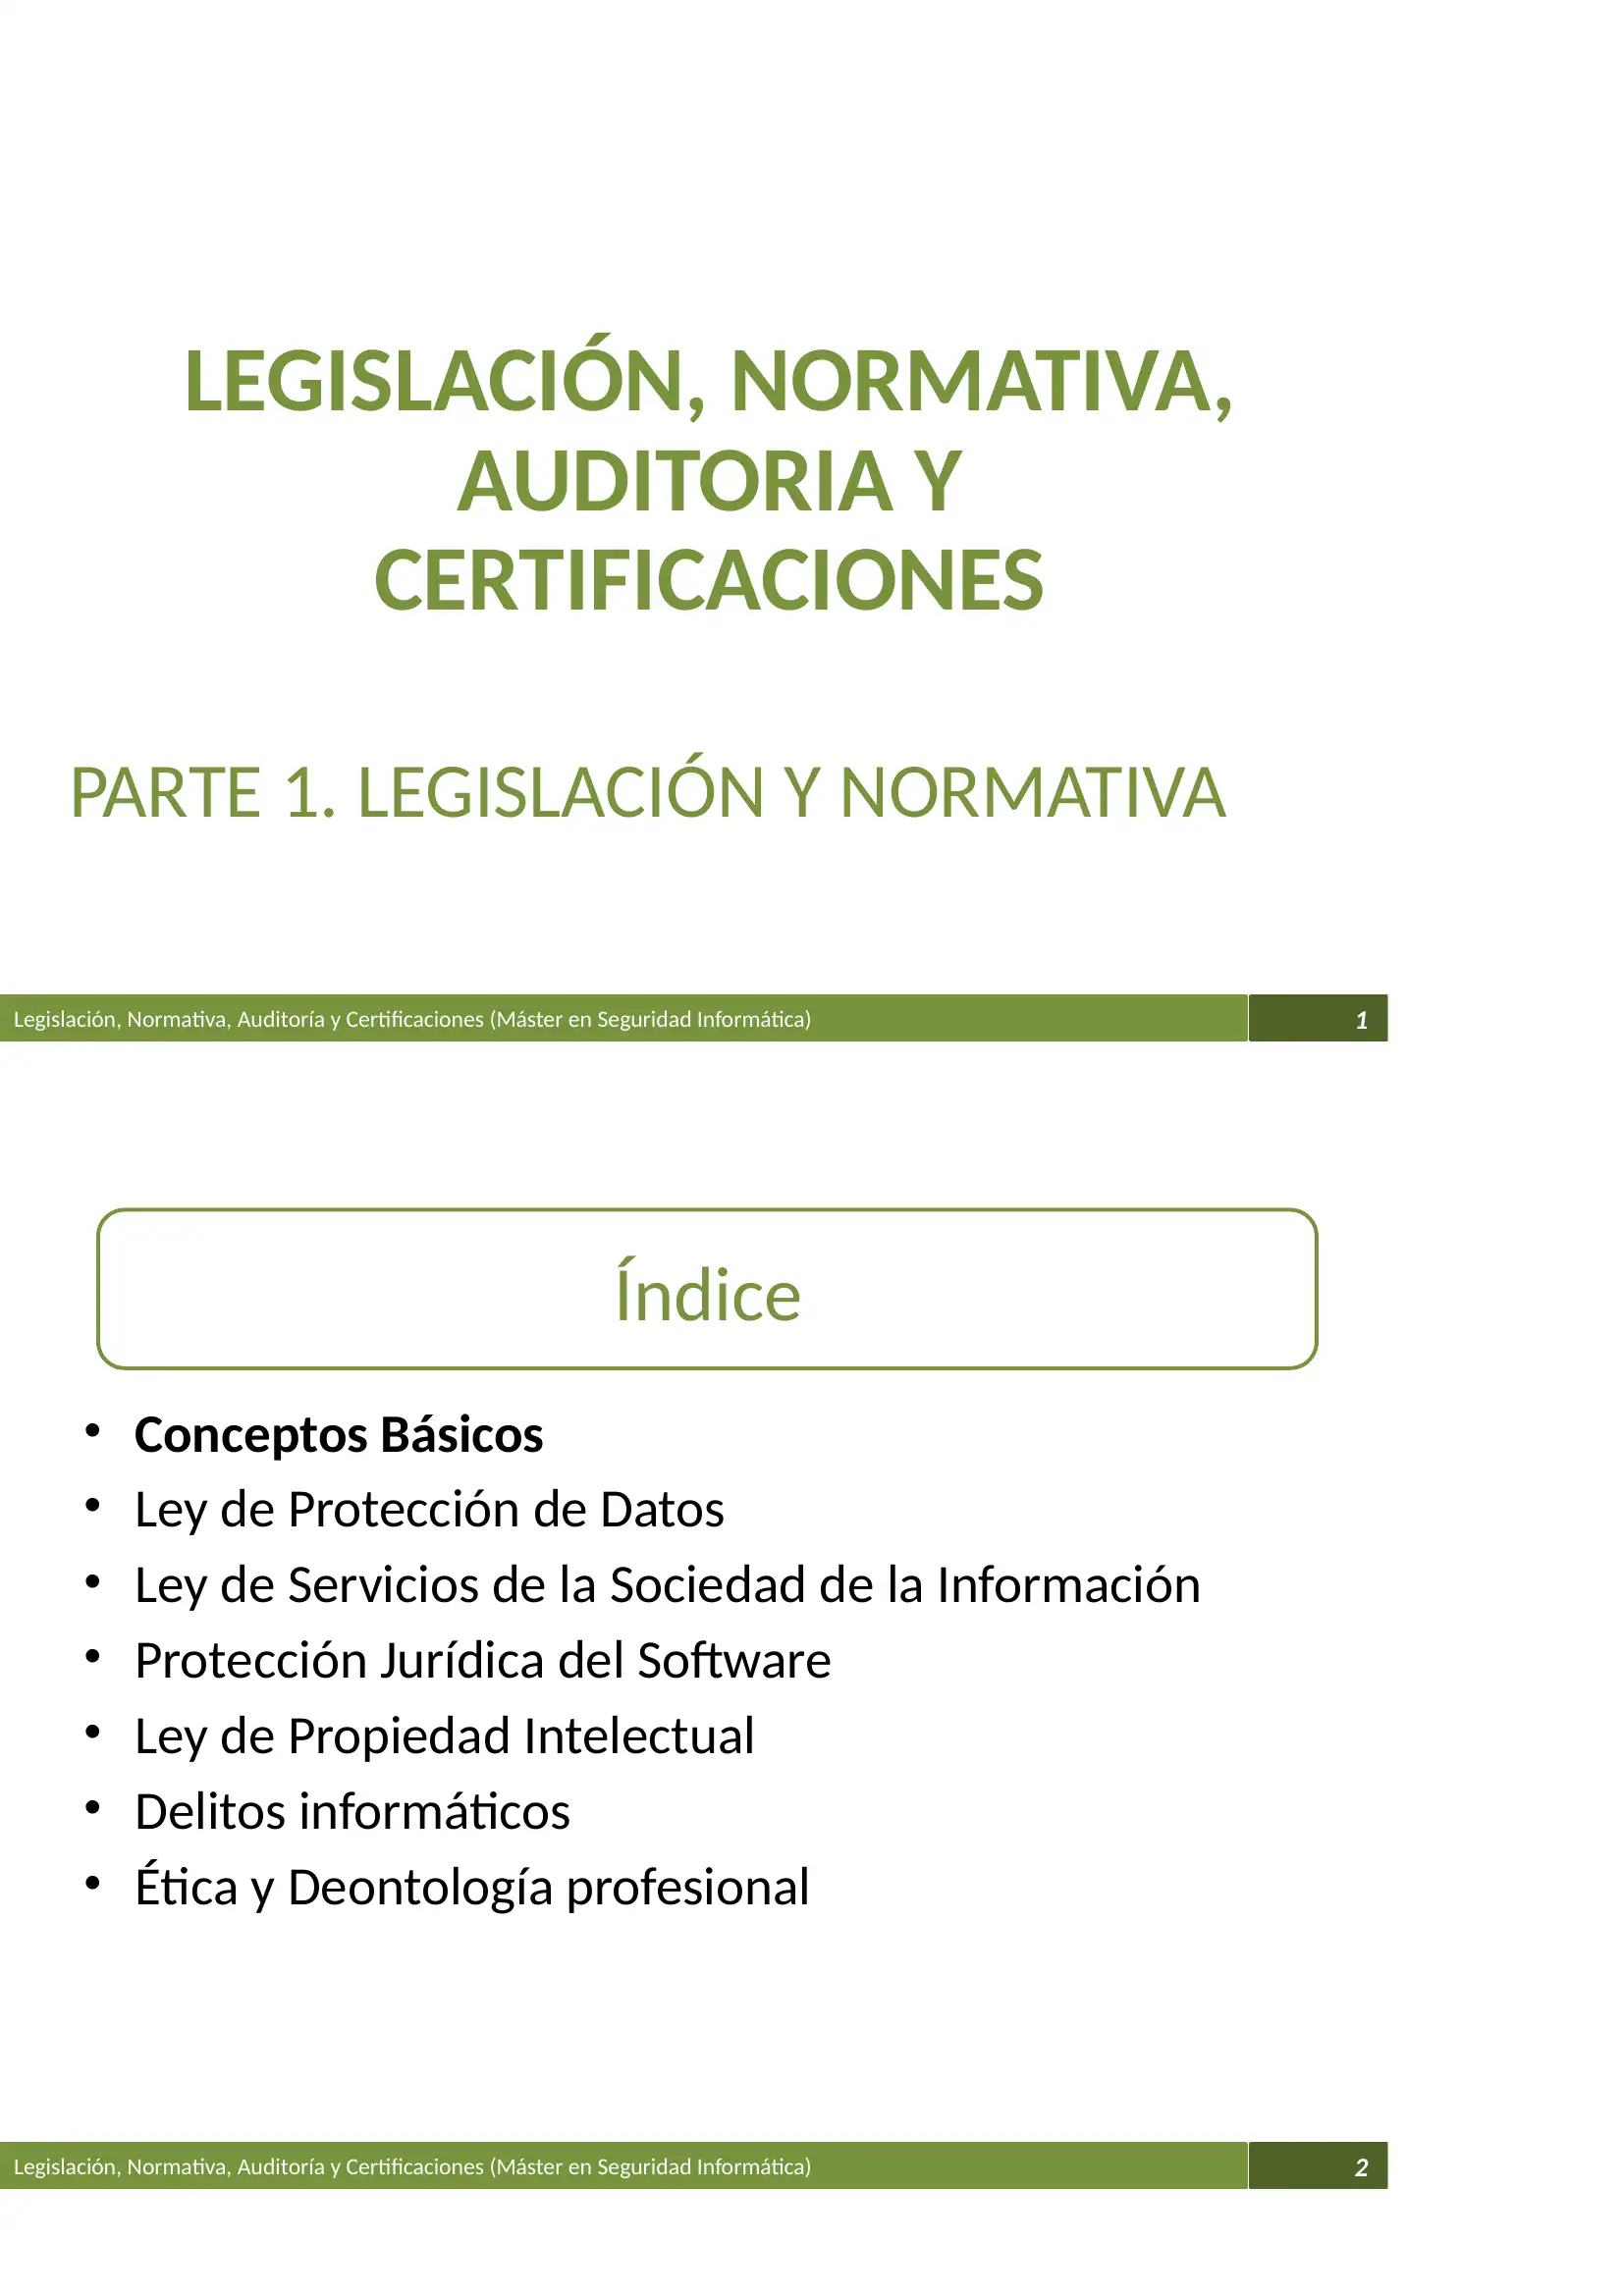 LEGISLACIÓN, NORMATIVA,
AUDITORIA Y
CERTIFICACIONES
PARTE 1. LEGISLACIÓN Y NORMATIVA
Legislación, Normativa, Auditoría y Certificaciones (Máster en Seguridad Informática) 1
Índice
• Conceptos Básicos
• Ley de Protección de Datos
• Ley de Servicios de la Sociedad de la Información
• Protección Jurídica del Software
• Ley de Propiedad Intelectual
• Delitos informáticos
• Ética y Deontología profesional
Legislación, Normativa, Auditoría y Certificaciones (Máster en Seguridad Informática) 2